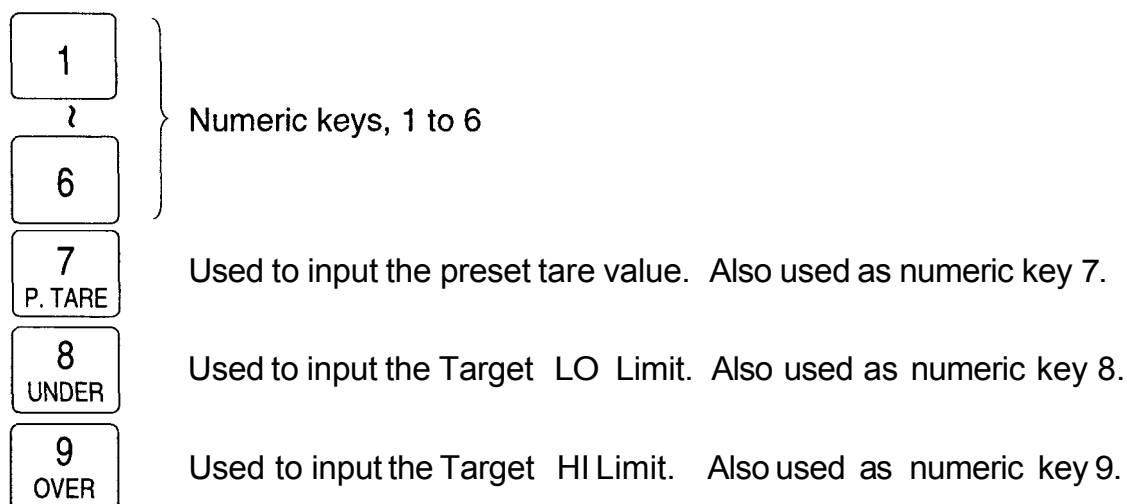 1
~
6
Numeric keys, 1 to 6
7
P. TARE
Used to input the preset tare value. Also used as numeric key 7.
8
UNDER
Used to input the Target LO Limit. Also used as numeric key 8.
9
OVER
Used to input the Target HI Limit. Also used as numeric key 9.